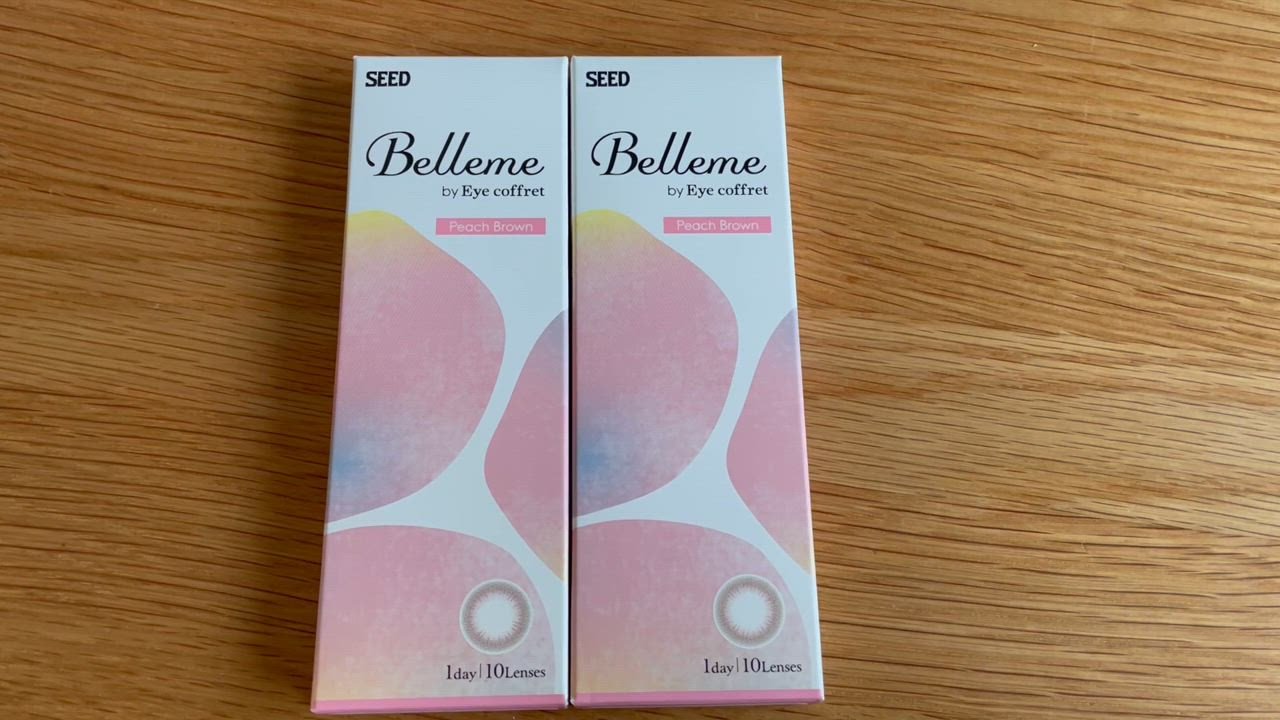 SEED
Belleme
by Eye coffret
Peach Brown
1day | 10Lenses
SEED
Belleme
by Eye coffret
Peach Brown
1day | 10Lenses